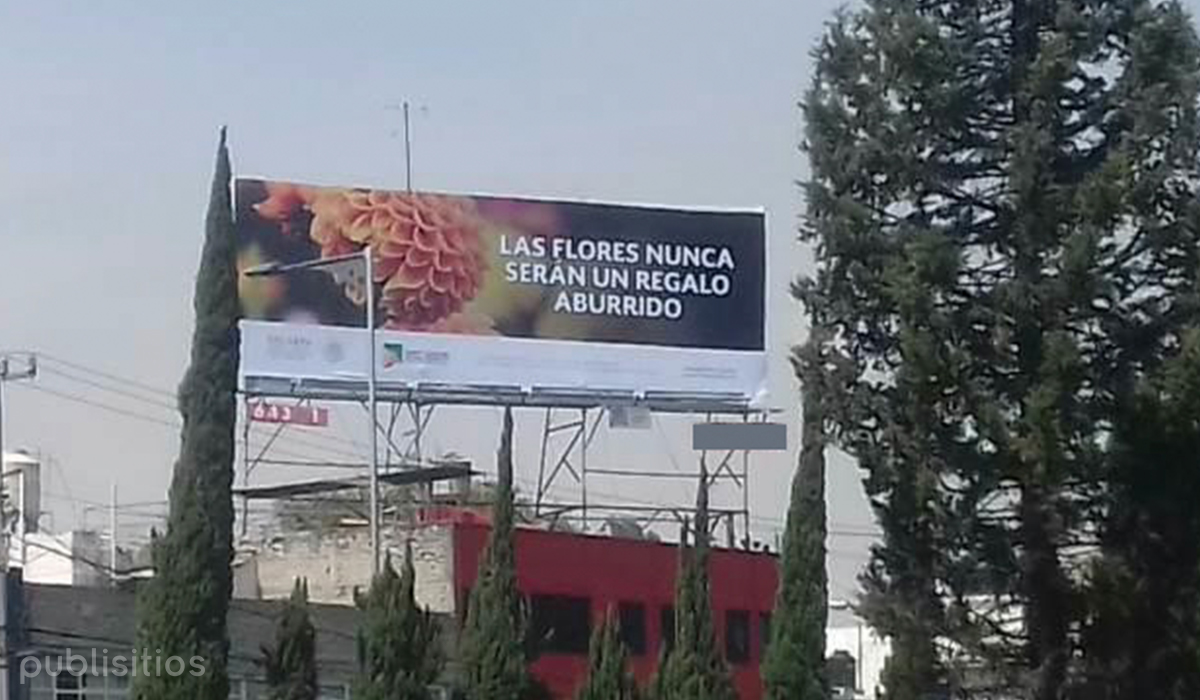 LAS FLORES NUNCA
SERÁN UN REGALO
ABURRIDO
643 1
publisitios